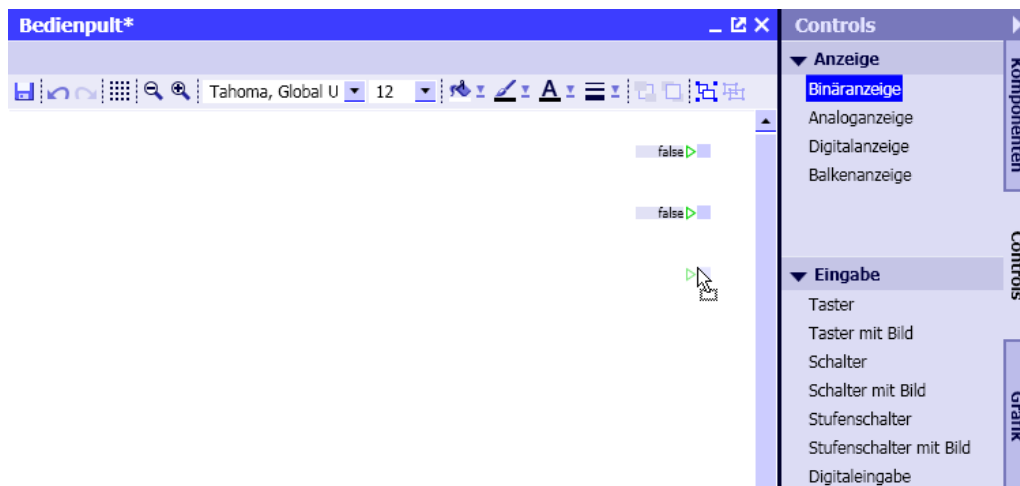 Bedienpult*
Controls
Tahoma, Global U
12
false
false
Anzeige
Binäranzeige
Analoganzeige
Digitalanzeige
Balkenanzeige
Eingabe
Taster
Taster mit Bild
Schalter
Schalter mit Bild
Stufenschalter
Stufenschalter mit Bild
Digitaleingabe
Komponenten
Controls
Grafik